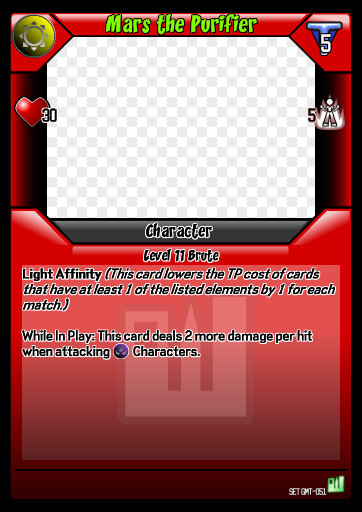 Mars the Purifier
5
30
5
Character
Level 11 Brute
Light Affinity (This card lowers the TP cost of cards
that have at least 1 of the listed elements by 1 for each
match.)
While In Play: This card deals 2 more damage per hit
when attacking Characters.
SET GMT-051